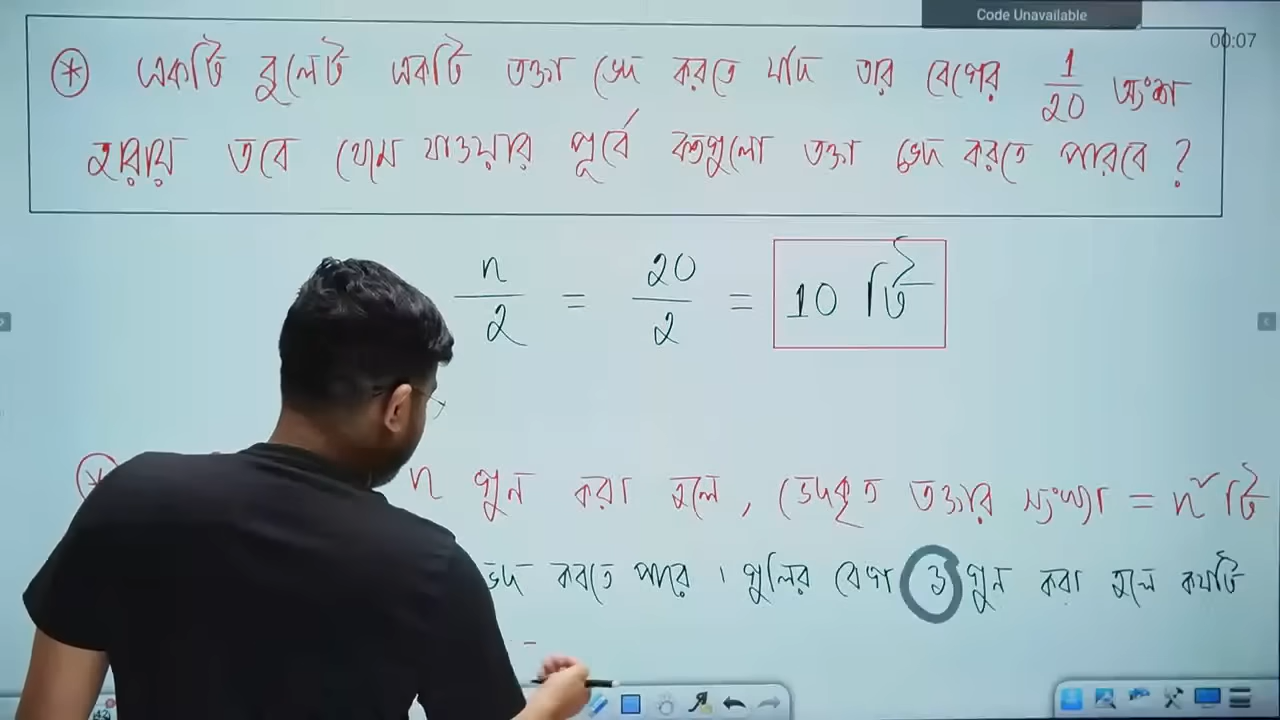 Code Unavailable
00:07
একটি বুলেট একটি তক্তা ভেদ করতে যদি তার বেগের 1/20 অংশ
হারায় তবে থেমে যাওয়ার পূর্বে কতগুলো তক্তা ভেদ করতে পারবে ?
n/2 = 20/2 = 10 টি
n গুন করা হলে, ভেদকৃত তক্তার সংখ্যা = n² টি
ভেদ করতে পারে । গুলির বেগ 3 গুন করা হলে কয়টি